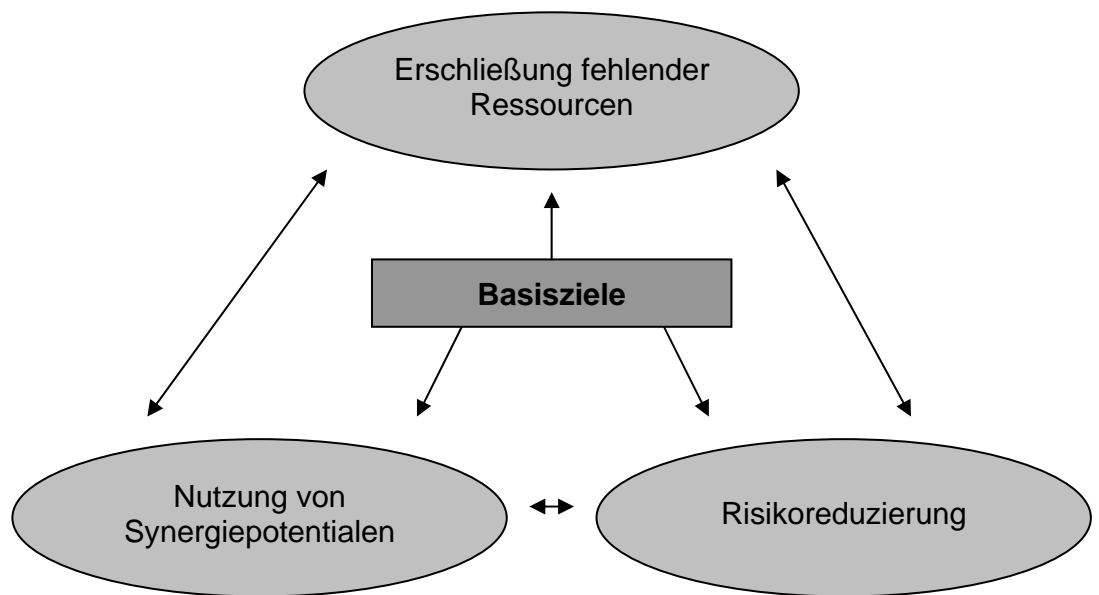 Erschließung fehlender
Ressourcen
Basisziele
Nutzung von
Synergiepotentialen
Risikoreduzierung